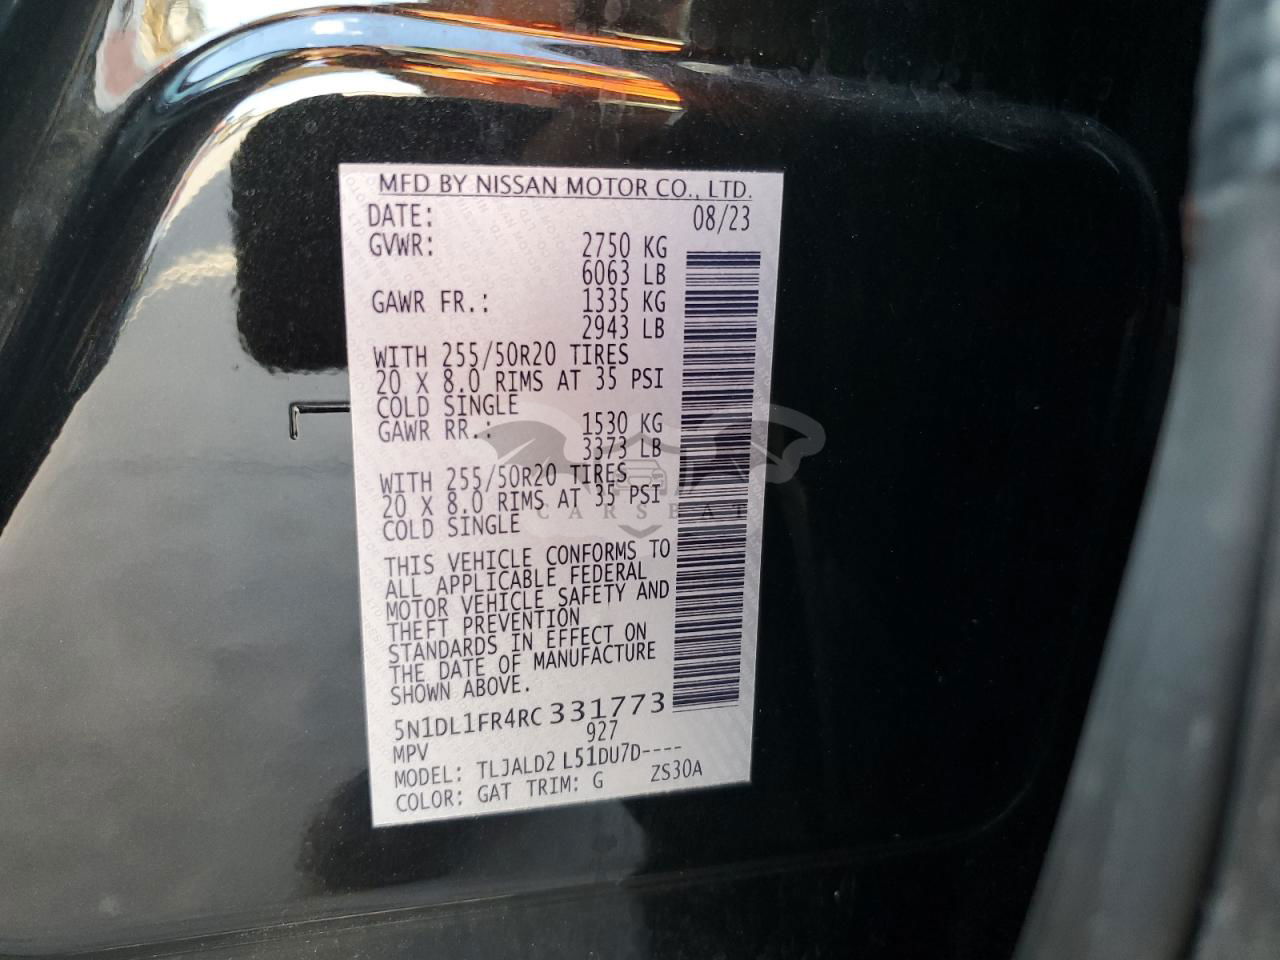 MFD BY NISSAN MOTOR CO., LTD.
DATE: 08/23
GVWR: 2750 KG
6063 LB
GAWR FR.: 1335 KG
2943 LB
WITH 255/50R20 TIRES
20 X 8.0 RIMS AT 35 PSI
COLD SINGLE
GAWR RR.: 1530 KG
3373 LB
WITH 255/50R20 TIRES
20 X 8.0 RIMS AT 35 PSI
COLD SINGLE
CARSBAT
THIS VEHICLE CONFORMS TO
ALL APPLICABLE FEDERAL
MOTOR VEHICLE SAFETY AND
THEFT PREVENTION
STANDARDS IN EFFECT ON
THE DATE OF MANUFACTURE
SHOWN ABOVE.
5N1DL1FR4RC 331773
MPV 927
MODEL: TLJALD2 L51DU7D----
COLOR: GAT TRIM: G ZS30A